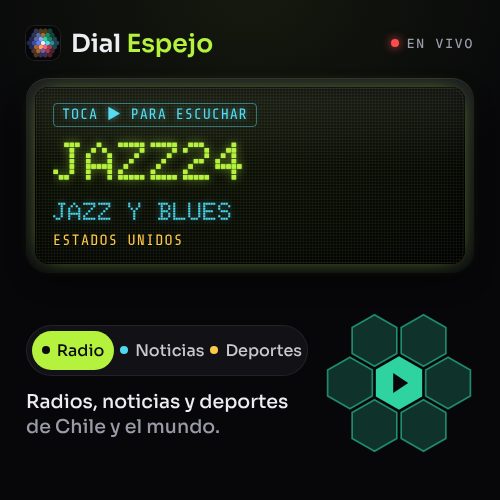 Dial Espejo
EN VIVO
TOCA ▶ PARA ESCUCHAR
JAZZ24
JAZZ Y BLUES
ESTADOS UNIDOS
Radio Noticias Deportes
Radios, noticias y deportes
de Chile y el mundo.